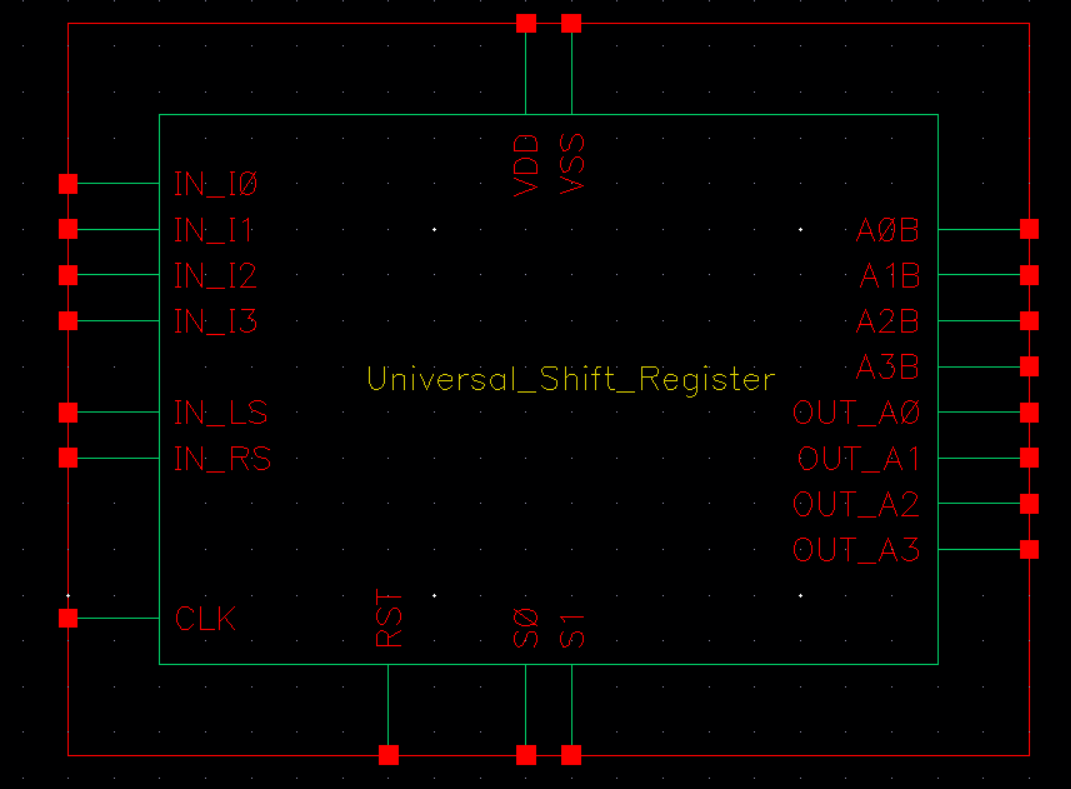 VDD
VSS
IN_I0
IN_I1
A0B
IN_I2
A1B
IN_I3
A2B
A3B
Universal_Shift_Register
IN_LS
OUT_A0
IN_RS
OUT_A1
OUT_A2
OUT_A3
CLK
RST
S0
S1